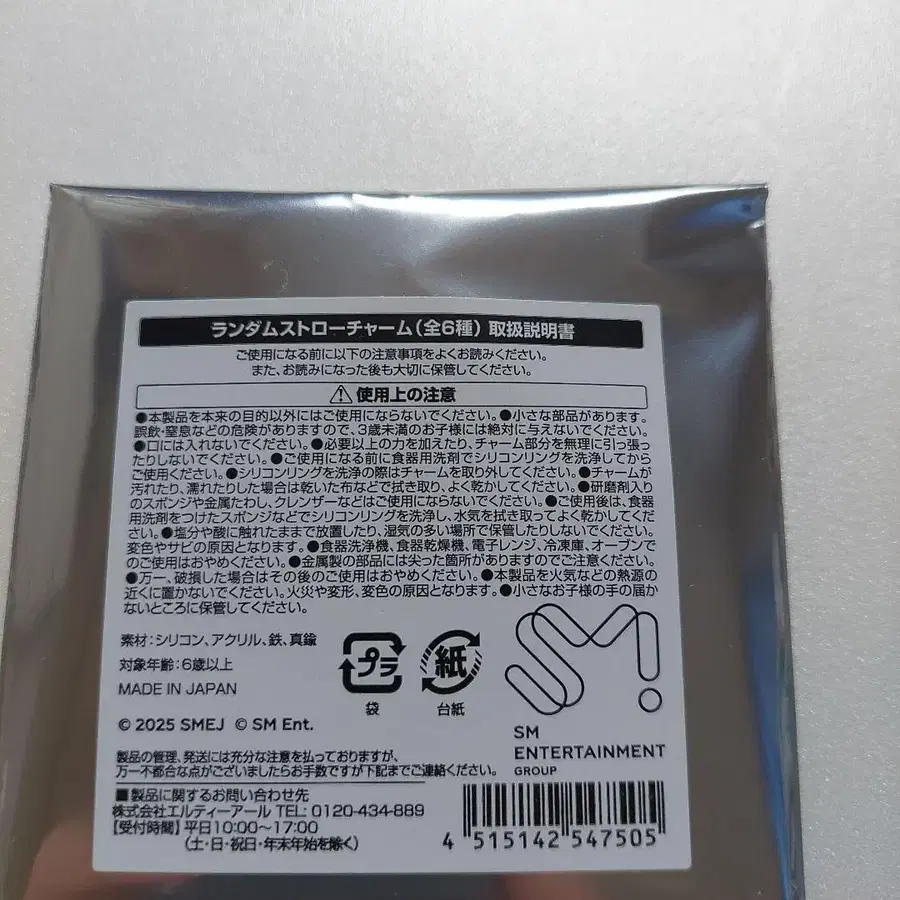 ランダムストローチャーム(全6種) 取扱説明書
ご使用になる前に以下の注意事項をよくお読みください。
また、お読みになった後も大切に保管してください。
⚠使用上の注意
●本製品を本来の目的以外にはご使用にならないでください。●小さな部品があります。
誤飲・窒息などの危険がありますので、3歳未満のお子様には絶対に与えないでください。
●口には入れないでください。●必要以上の力を加えたり、チャーム部分を無理に引っ張っ
たりしないでください。●ご使用になる前に食器用洗剤でシリコンリングを洗浄してから
ご使用ください。●シリコンリングを洗浄の際はチャームを取り外してください。●チャームが
汚れたり、濡れたりした場合は乾いた布などで拭き取り、よく乾かしてください。●研磨剤入り
のスポンジや金属たわし、クレンザーなどはご使用にならないでください。●ご使用後は、食器
用洗剤をつけたスポンジなどでシリコンリングを洗浄し、水気を拭き取ってよく乾かしてくださ
い。●塩分や酸に触れたままで放置したり、湿気の多い場所で保管したりしないでください。
変色やサビの原因となります。●食器洗浄機、食器乾燥機、電子レンジ、冷凍庫、オーブンで
のご使用はおやめください。●金属製の部品には尖った箇所がありますのでご注意ください。
●万一、破損した場合はその後のご使用はおやめください。●本製品を火気などの熱源の
近くに置かないでください。火災や変形、変色の原因となります。●小さなお子様の手の届か
ないところに保管してください。
素材:シリコン、アクリル、鉄、真鍮
対象年齢:6歳以上
MADE IN JAPAN
プラ
袋
紙
台紙
SM
ENTERTAINMENT
GROUP
© 2025 SMEJ © SM Ent.
製品の管理、発送には充分な注意を払っておりますが、
万一不都合な点がございましたらお手数ですが下記までご連絡ください。
■製品に関するお問い合わせ先
株式会社エルティーアール TEL: 0120-434-889
【受付時間】平日10:00～17:00
(土・日・祝日・年末年始を除く)
4 515142 547505